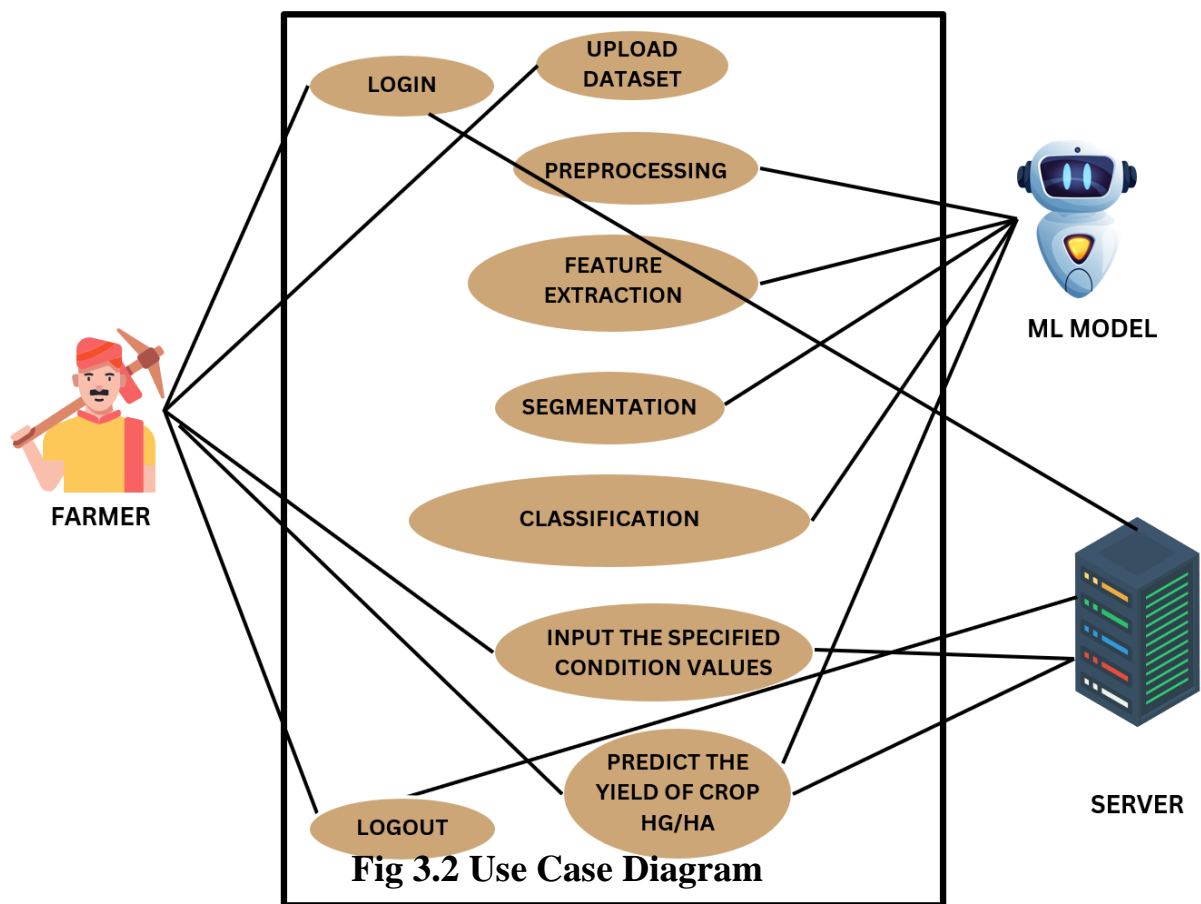 UPLOAD
DATASET
LOGIN
PREPROCESSING
FEATURE
EXTRACTION
ML MODEL
SEGMENTATION
FARMER
CLASSIFICATION
INPUT THE SPECIFIED
CONDITION VALUES
PREDICT THE
YIELD OF CROP
HG/HA
SERVER
LOGOUT
Fig 3.2 Use Case Diagram